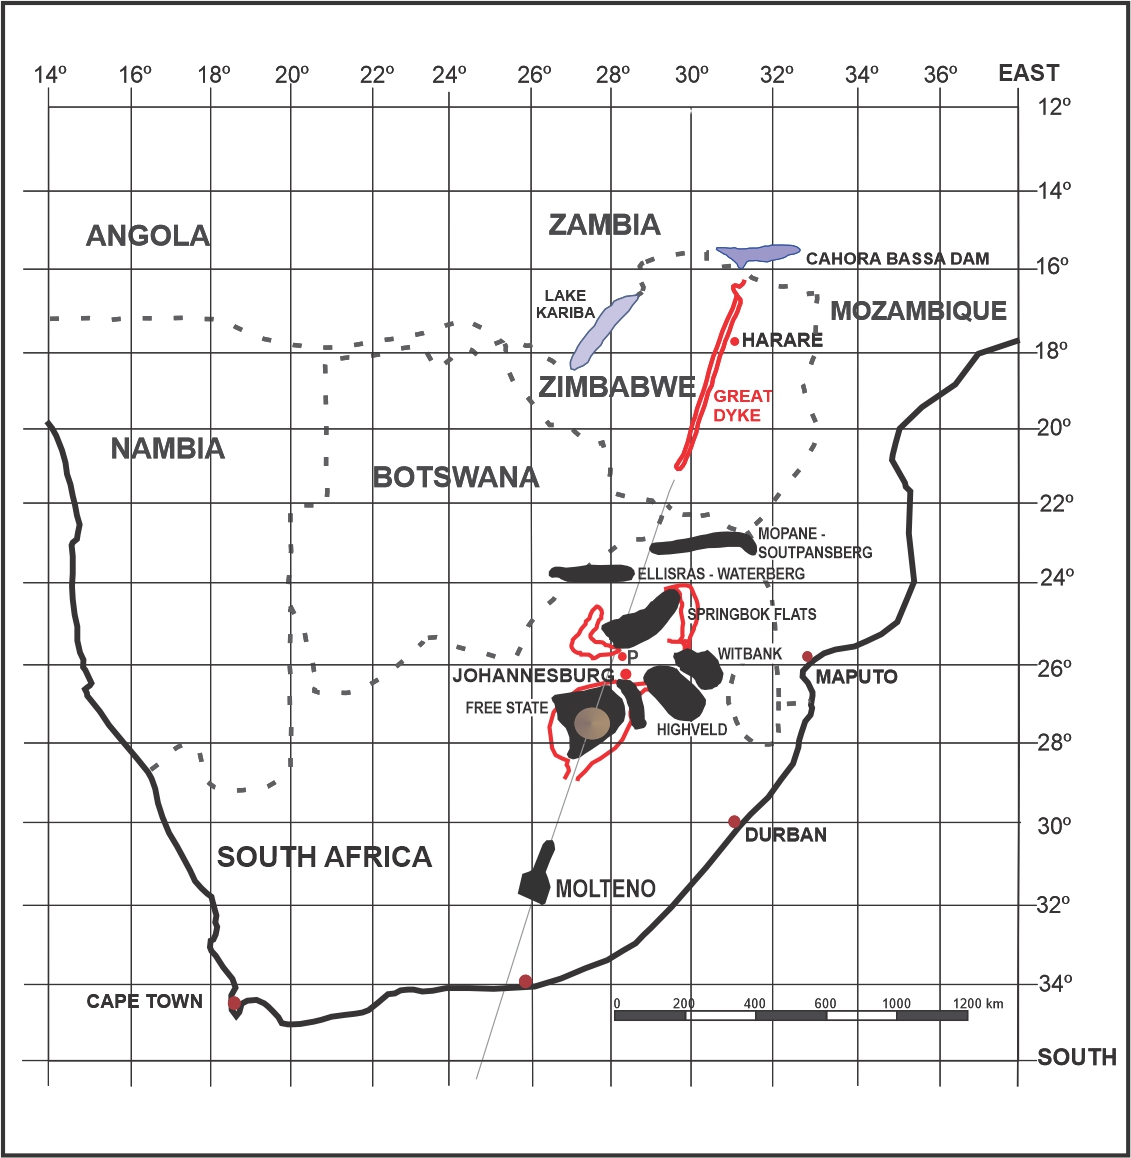 14º 16º 18º 20º 22º 24º 26º 28º 30º 32º 34º 36º EAST
12º
14º
ZAMBIA
ANGOLA
CAHORA BASSA DAM
16º
LAKE
KARIBA
MOZAMBIQUE
HARARE
18º
ZIMBABWE
GREAT
DYKE
20º
NAMBIA
BOTSWANA
22º
MOPANE -
SOUTPANSBERG
ELLISRAS - WATERBERG
24º
SPRINGBOK FLATS
P
WITBANK
26º
JOHANNESBURG
MAPUTO
FREE STATE
HIGHVELD
28º
30º
DURBAN
SOUTH AFRICA
MOLTENO
32º
34º
CAPE TOWN
0 200 400 600 1000 1200 km
SOUTH